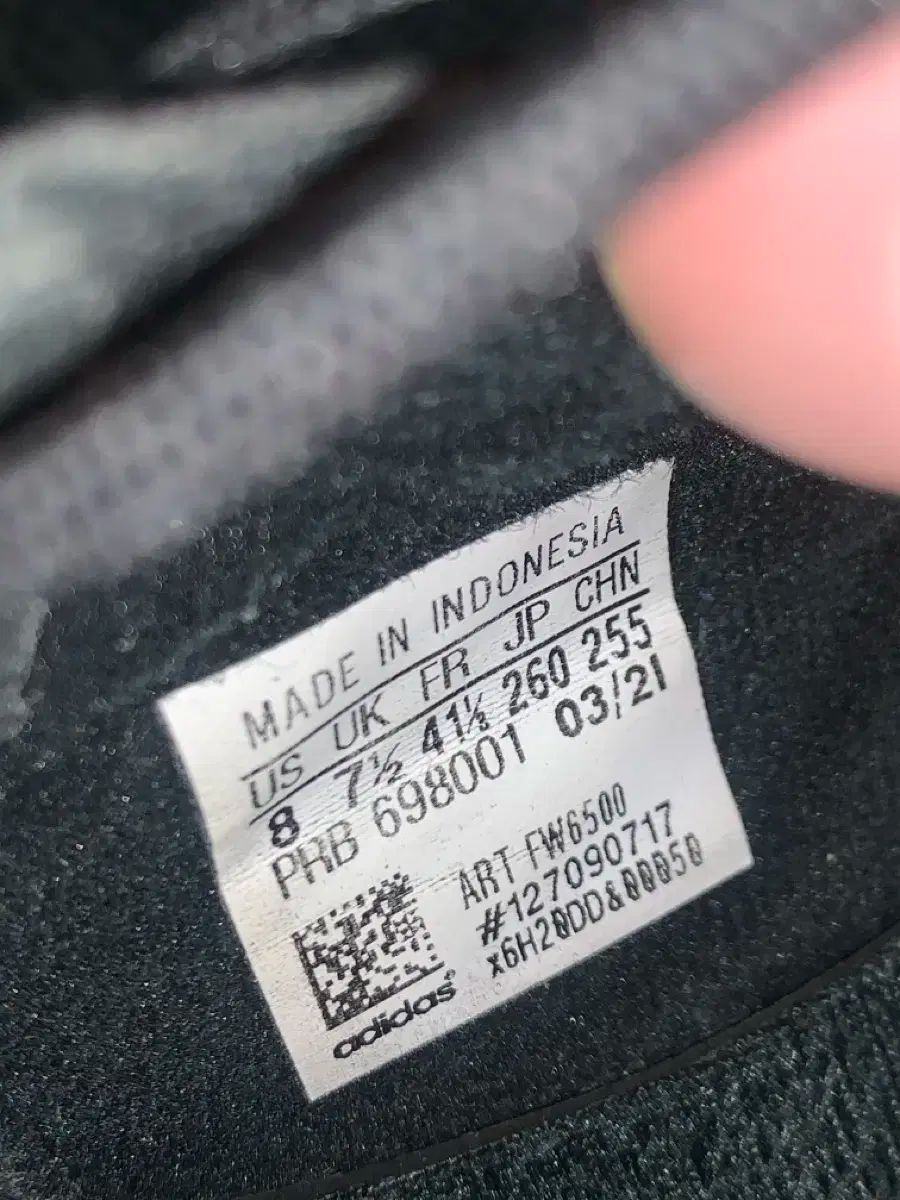 MADE IN INDONESIA
US UK FR JP CHN
8 7½ 41⅓ 260 255
PRB 698001 03/21
ART FW6500
#127090717
x6H20DD&00050
adidas